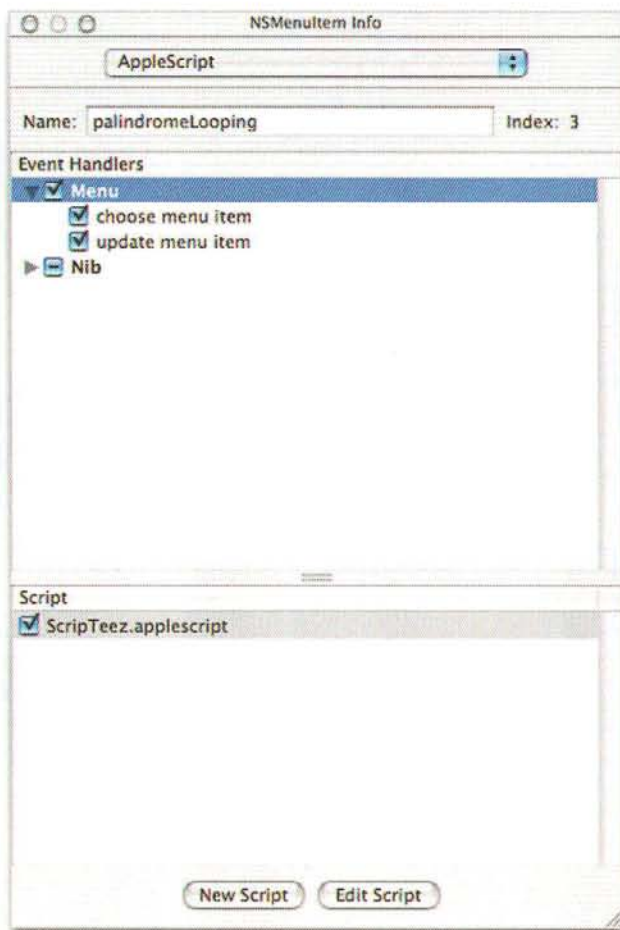 NSMenuItem Info
AppleScript
Name: palindromeLooping Index: 3
Event Handlers
Menu
choose menu item
update menu item
Nib
Script
ScripTeez.applescript
New Script Edit Script